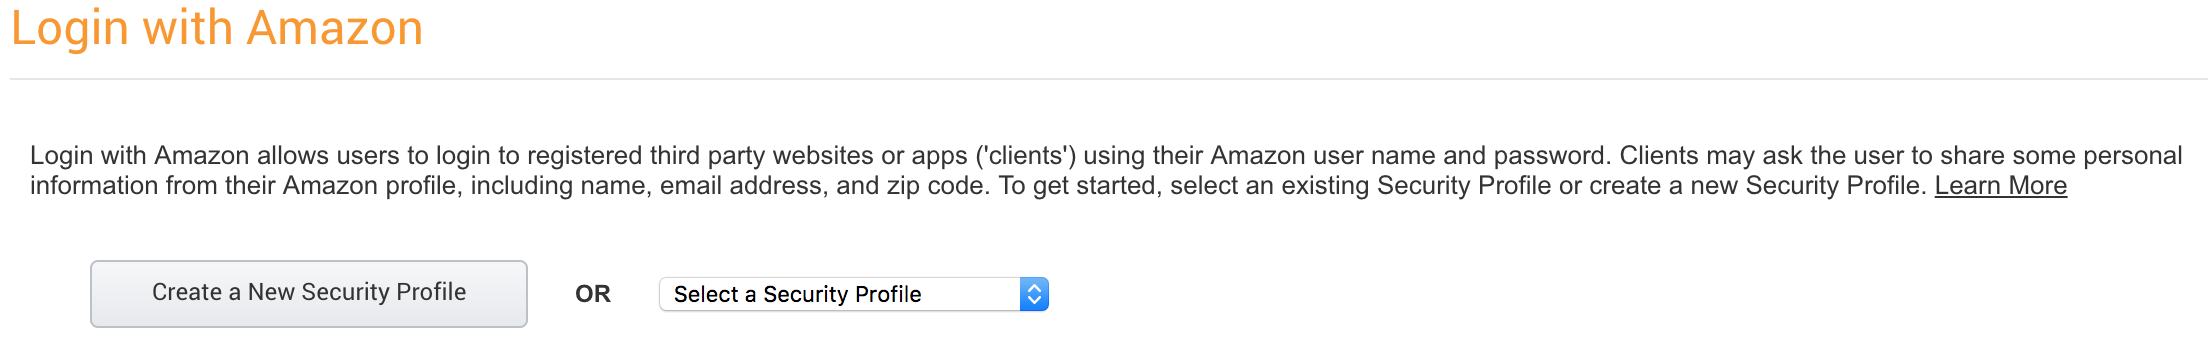 Login with Amazon
Login with Amazon allows users to login to registered third party websites or apps ('clients') using their Amazon user name and password. Clients may ask the user to share some personal
information from their Amazon profile, including name, email address, and zip code. To get started, select an existing Security Profile or create a new Security Profile. Learn More
Create a New Security Profile OR Select a Security Profile